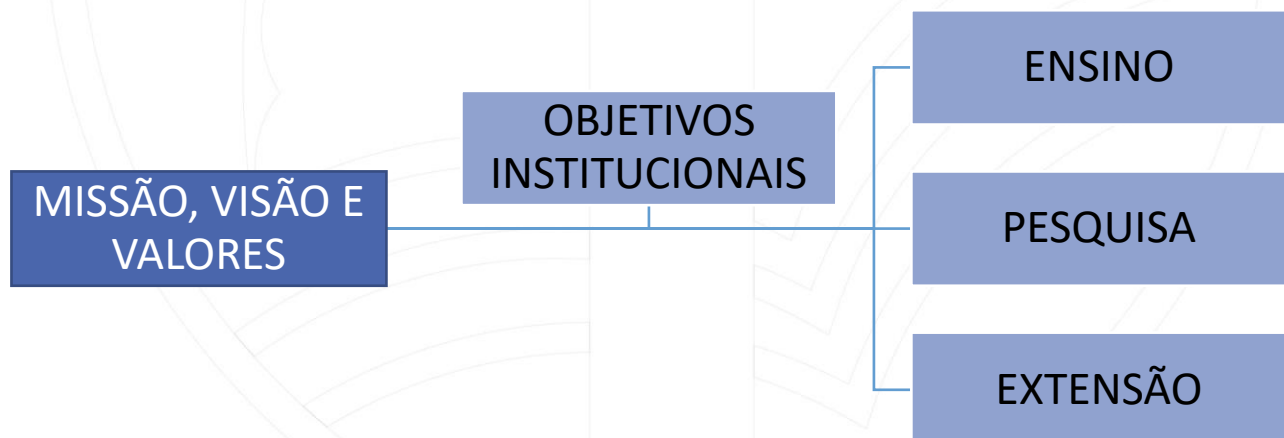 MISSÃO, VISÃO E
VALORES
OBJETIVOS
INSTITUCIONAIS
ENSINO
PESQUISA
EXTENSÃO